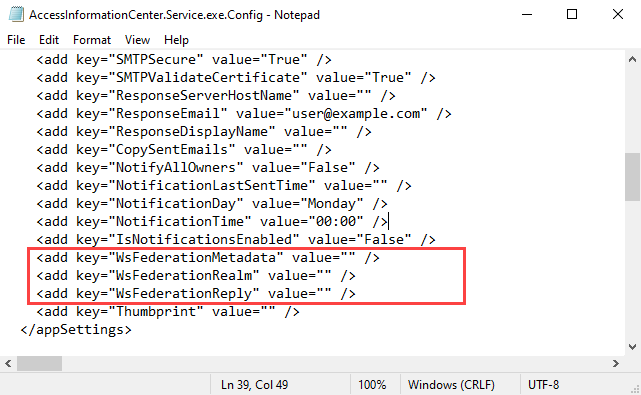 AccessInformationCenter.Service.exe.Config - Notepad
File Edit Format View Help
<add key="SMTPSecure" value="True" />
<add key="SMTPValidateCertificate" value="True" />
<add key="ResponseServerHostName" value="" />
<add key="ResponseEmail" value="user@example.com" />
<add key="ResponseDisplayName" value="" />
<add key="CopySentEmails" value="" />
<add key="NotifyAllOwners" value="False" />
<add key="NotificationLastSentTime" value="" />
<add key="NotificationDay" value="Monday" />
<add key="NotificationTime" value="00:00" />
<add key="IsNotificationsEnabled" value="False" />
<add key="WsFederationMetadata" value="" />
<add key="WsFederationRealm" value="" />
<add key="WsFederationReply" value="" />
<add key="Thumbprint" value="" />
</appSettings>
Ln 39, Col 49 100% Windows (CRLF) UTF-8